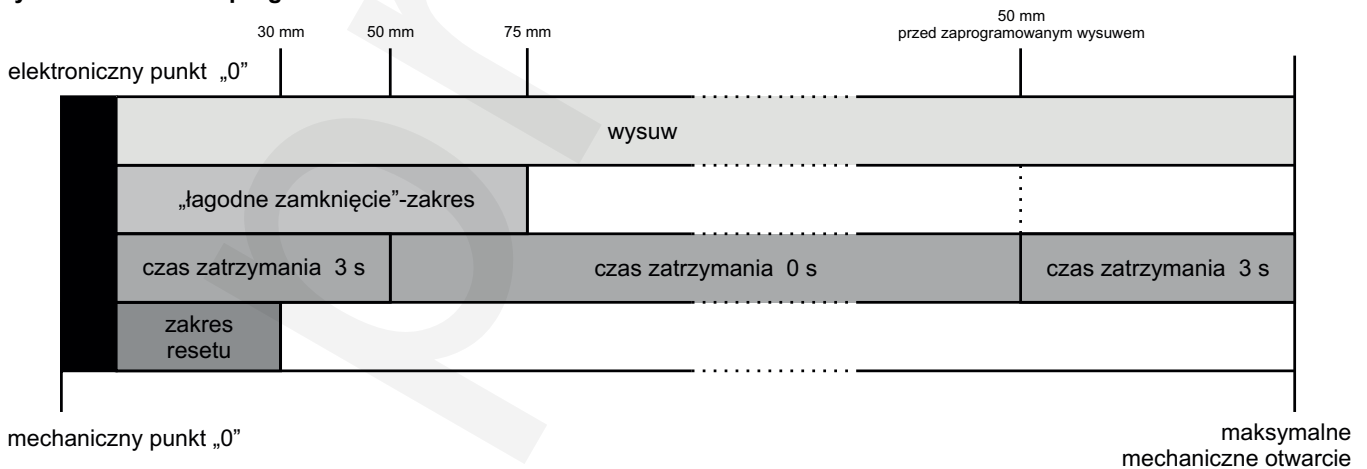 30 mm
50 mm
75 mm
50 mm
przed zaprogramowanym wysuwem
elektroniczny punkt „0”
wysuw
„łagodne zamknięcie”-zakres
czas zatrzymania 3 s
czas zatrzymania 0 s
czas zatrzymania 3 s
zakres
resetu
mechaniczny punkt „0”
maksymalne
mechaniczne otwarcie